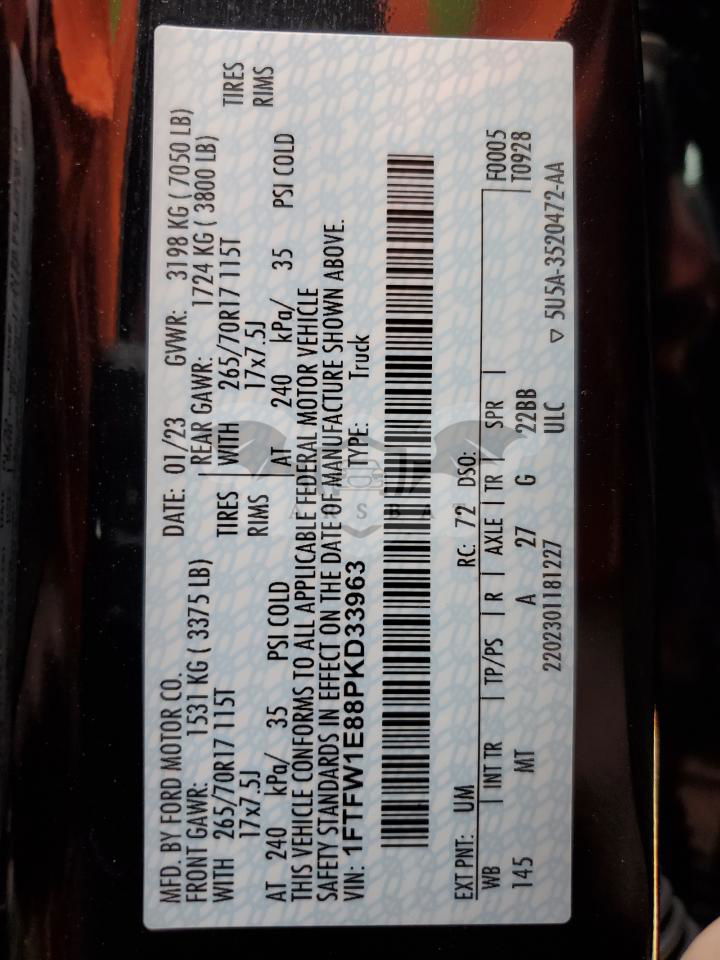 MFD. BY FORD MOTOR CO.
DATE: 01/23 GVWR: 3198 KG ( 7050 LB)
FRONT GAWR: 1531 KG ( 3375 LB) REAR GAWR: 1724 KG ( 3800 LB)
WITH 265/70R17 115T TIRES WITH 265/70R17 115T TIRES
17x7.5J RIMS 17x7.5J RIMS
AT 240 kPa/ 35 PSI COLD AT 240 kPa/ 35 PSI COLD
THIS VEHICLE CONFORMS TO ALL APPLICABLE FEDERAL MOTOR VEHICLE
SAFETY STANDARDS IN EFFECT ON THE DATE OF MANUFACTURE SHOWN ABOVE.
VIN: 1FTFW1E88PKD33963 TYPE: Truck
EXT PNT: UM RC: 72 DSO: F0005
WB INT TR TP/PS R AXLE TR SPR T0928
145 MT A 27 G 22BB
2202301181227 ULC ▽ 5U5A-3520472-AA